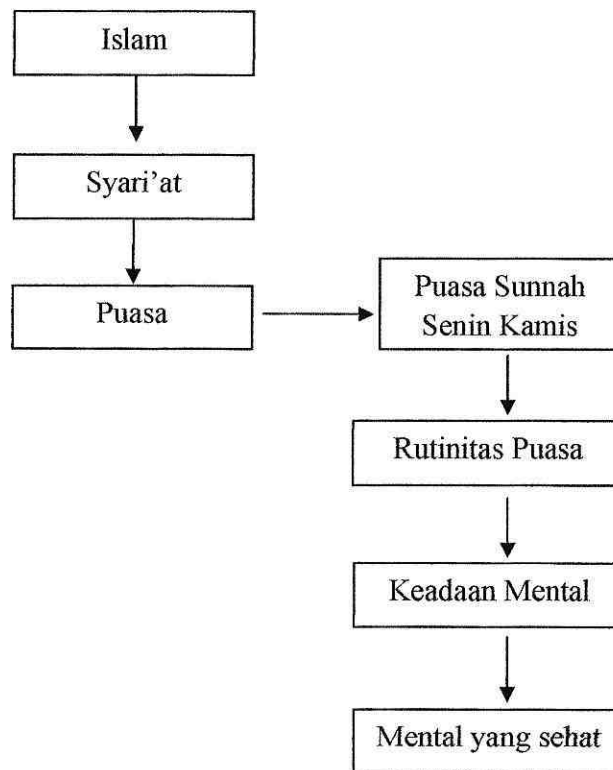 Islam
Syari’at
Puasa
Puasa Sunnah
Senin Kamis
Rutinitas Puasa
Keadaan Mental
Mental yang sehat